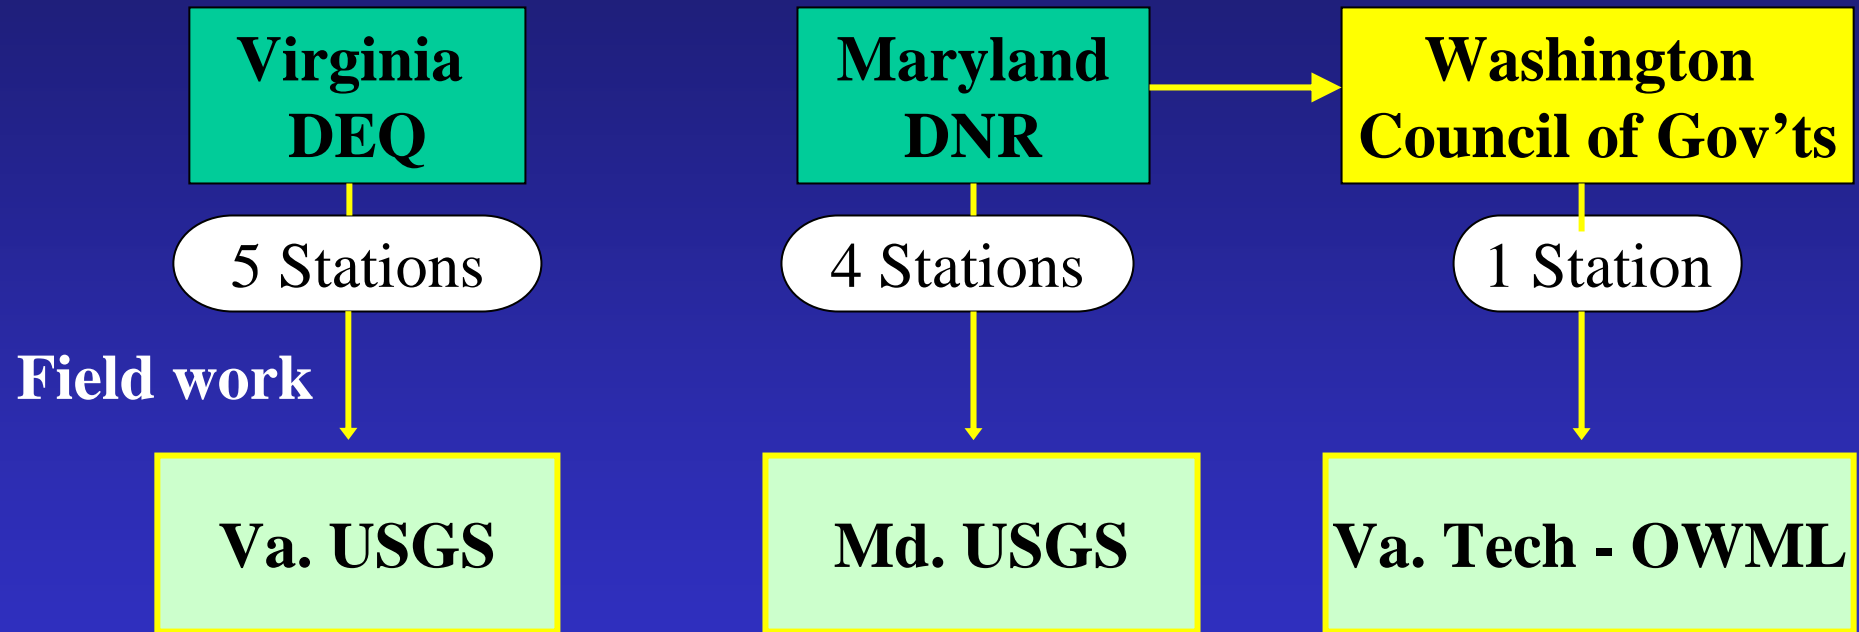 Virginia
DEQ
Maryland
DNR
Washington
Council of Gov’ts
5 Stations
4 Stations
1 Station
Field work
Va. USGS
Md. USGS
Va. Tech - OWML